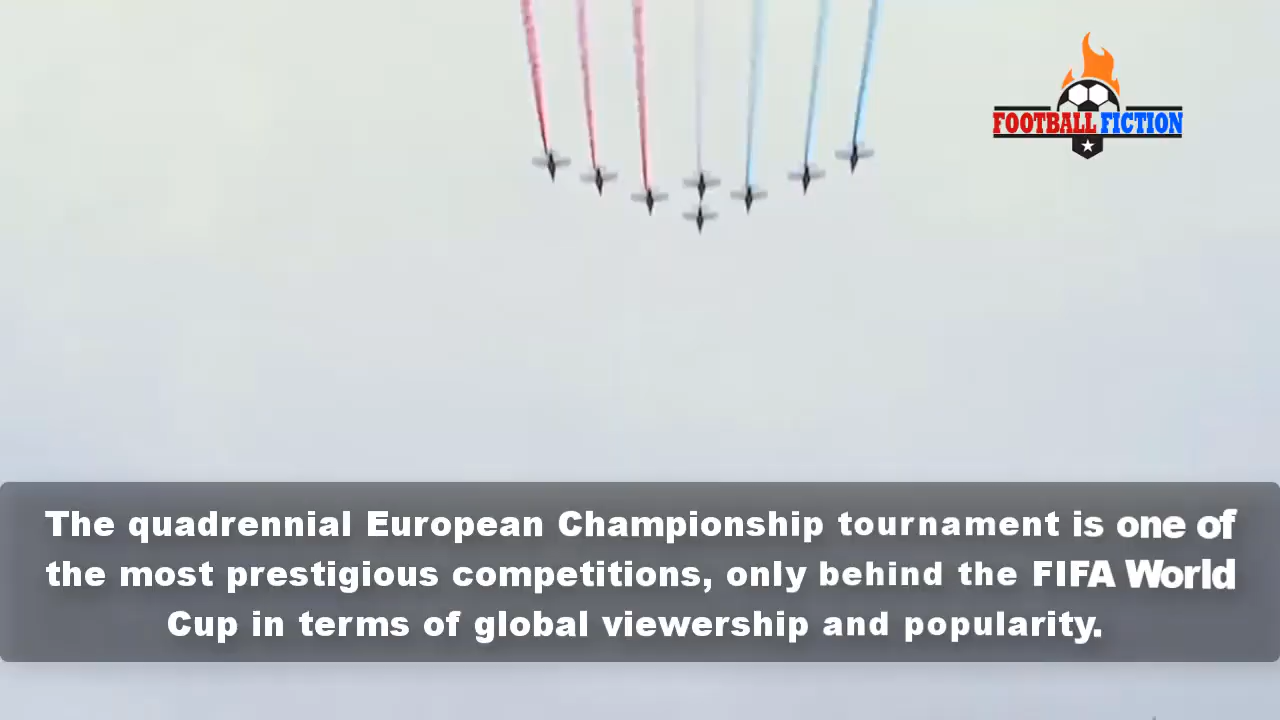 FOOTBALL FICTION
The quadrennial European Championship tournament is one of
the most prestigious competitions, only behind the FIFA World
Cup in terms of global viewership and popularity.